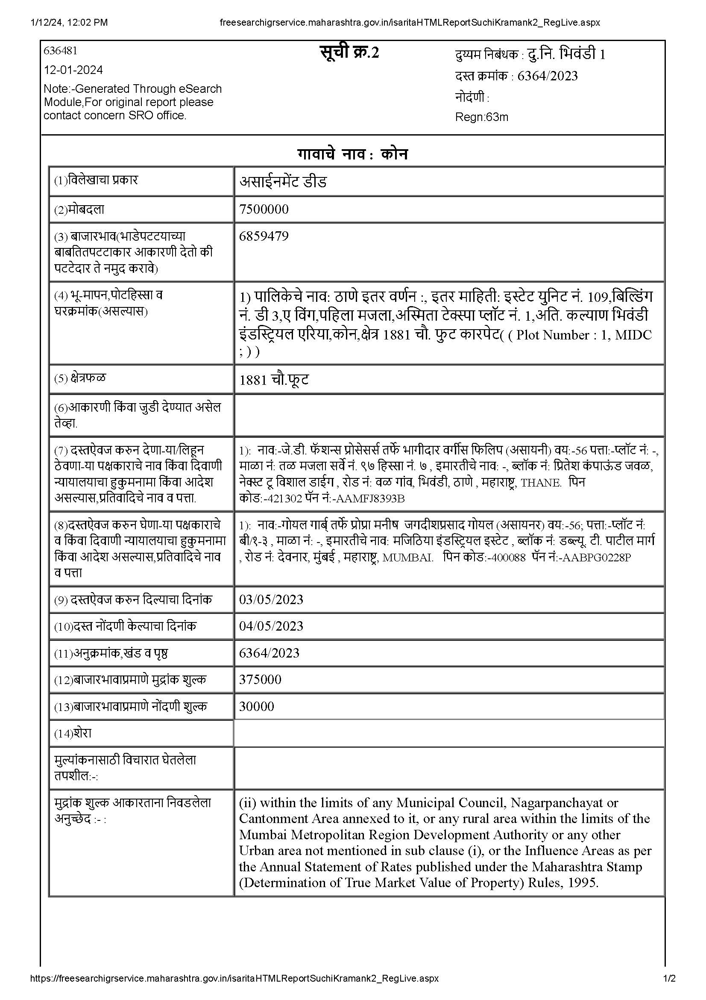 1/12/24, 12:02 PM
freesearchigrservice.maharashtra.gov.in/isaritaHTMLReportSuchiKramank2_RegLive.aspx
636481
12-01-2024
Note:-Generated Through eSearch
Module,For original report please
contact concern SRO office.
सूची क्र.2
दुय्यम निबंधक : दु.नि. भिवंडी 1
दस्त क्रमांक : 6364/2023
नोदंणी :
Regn:63m
गावाचे नाव : कोन
(1)विलेखाचा प्रकार
असाईनमेंट डीड
(2)मोबदला
7500000
(3) बाजारभाव(भाडेपटटयाच्या
बाबतितपटटाकार आकारणी देतो की
पटटेदार ते नमुद करावे)
6859479
(4) भू-मापन,पोटहिस्सा व
घरक्रमांक(असल्यास)
1) पालिकेचे नाव: ठाणे इतर वर्णन :, इतर माहिती: इस्टेट युनिट नं. 109,बिल्डिंग
नं. डी 3,ए विंग,पहिला मजला,अस्मिता टेक्स्पा प्लॉट नं. 1,अति. कल्याण भिवंडी
इंडस्ट्रियल एरिया,कोन,क्षेत्र 1881 चौ. फुट कारपेट( ( Plot Number : 1, MIDC
; ) )
(5) क्षेत्रफळ
1881 चौ.फूट
(6)आकारणी किंवा जुडी देण्यात असेल
तेव्हा.
(7) दस्तऐवज करुन देणा-या/लिहून
ठेवणा-या पक्षकाराचे नाव किंवा दिवाणी
न्यायालयाचा हुकुमनामा किंवा आदेश
असल्यास,प्रतिवादिचे नाव व पत्ता.
1): नाव:-जे.डी. फॅशन्स प्रोसेसर्स तर्फे भागीदार वर्गीस फिलिप (असायनी) वय:-56 पत्ता:-प्लॉट नं: -,
माळा नं: तळ मजला सर्वे नं. ९७ हिस्सा नं. ७ , इमारतीचे नाव: -, ब्लॉक नं: प्रितेश कंपाऊंड जवळ,
नेक्स्ट टू विशाल डाईग , रोड नं: वळ गांव, भिवंडी, ठाणे , महाराष्ट्र, THANE. पिन
कोड:-421302 पॅन नं:-AAMFJ8393B
(8)दस्तऐवज करुन घेणा-या पक्षकाराचे
व किंवा दिवाणी न्यायालयाचा हुकुमनामा
किंवा आदेश असल्यास,प्रतिवादिचे नाव
व पत्ता
1): नाव:-गोयल गार्ब् तर्फे प्रोप्रा मनीष जगदीशप्रसाद गोयल (असायनर) वय:-56; पत्ता:-प्लॉट नं:
बी/१-३ , माळा नं: -, इमारतीचे नाव: मजिठिया इंडस्ट्रियल इस्टेट , ब्लॉक नं: डब्ल्यू. टी. पाटील मार्ग
, रोड नं: देवनार, मुंबई , महाराष्ट्र, MUMBAI. पिन कोड:-400088 पॅन नं:-AABPG0228P
(9) दस्तऐवज करुन दिल्याचा दिनांक
03/05/2023
(10)दस्त नोंदणी केल्याचा दिनांक
04/05/2023
(11)अनुक्रमांक,खंड व पृष्ठ
6364/2023
(12)बाजारभावाप्रमाणे मुद्रांक शुल्क
375000
(13)बाजारभावाप्रमाणे नोंदणी शुल्क
30000
(14)शेरा
मुल्यांकनासाठी विचारात घेतलेला
तपशील:-:
मुद्रांक शुल्क आकारताना निवडलेला
अनुच्छेद :- :
(ii) within the limits of any Municipal Council, Nagarpanchayat or
Cantonment Area annexed to it, or any rural area within the limits of the
Mumbai Metropolitan Region Development Authority or any other
Urban area not mentioned in sub clause (i), or the Influence Areas as per
the Annual Statement of Rates published under the Maharashtra Stamp
(Determination of True Market Value of Property) Rules, 1995.
https://freesearchigrservice.maharashtra.gov.in/isaritaHTMLReportSuchiKramank2_RegLive.aspx
1/2